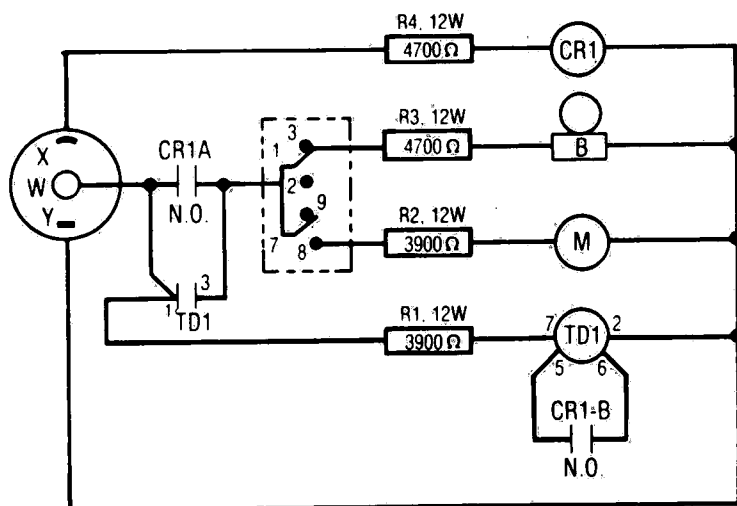 R4, 12W
4700Ω
CR1
X
W
Y
CR1A
N.O.
3
1
2
9
7
8
R3, 12W
4700Ω
B
R2, 12W
3900Ω
M
1
3
TD1
R1, 12W
3900Ω
7
TD1
2
5
6
CR1-B
N.O.